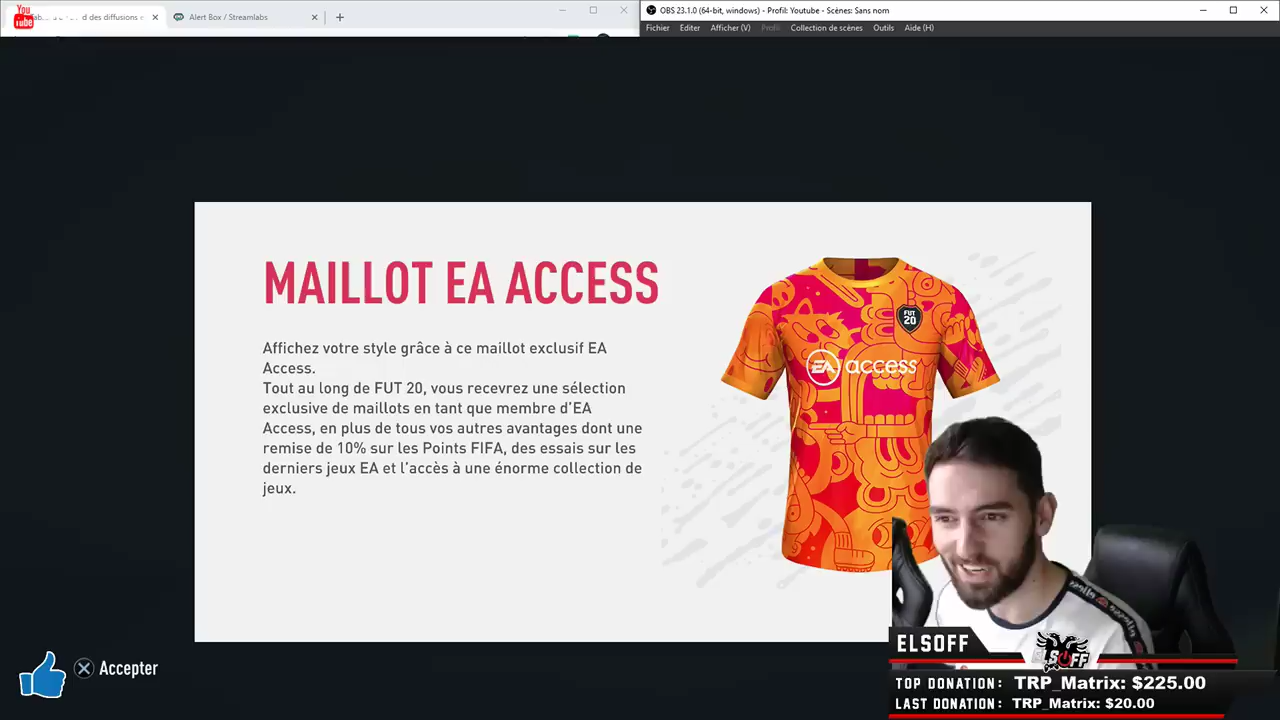 You
Tube
d des diffusions e
Alert Box / Streamlabs
OBS 23.1.0 (64-bit, windows) - Profil: Youtube - Scènes: Sans nom
Fichier Editer Afficher (V) Profil Collection de scènes Outils Aide (H)
MAILLOT EA ACCESS
Affichez votre style grâce à ce maillot exclusif EA
Access.
Tout au long de FUT 20, vous recevrez une sélection
exclusive de maillots en tant que membre d'EA
Access, en plus de tous vos autres avantages dont une
remise de 10% sur les Points FIFA, des essais sur les
derniers jeux EA et l'accès à une énorme collection de
jeux.
FUT
20
EA access
Accepter
ELSOFF
ELSOFF
TOP DONATION: TRP_Matrix: $225.00
LAST DONATION: TRP_Matrix: $20.00